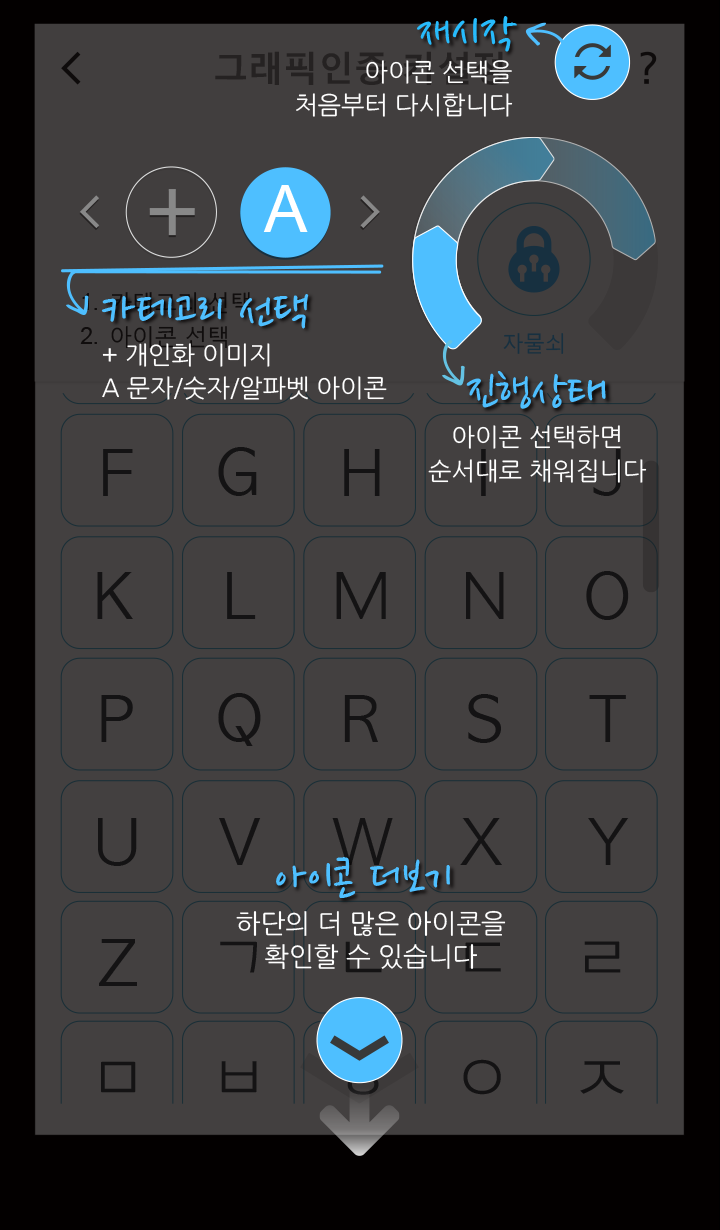 재시작
그래픽인증
?
아이콘 선택을
처음부터 다시합니다
+ A
1. 카테고리 선택
2. 아이콘 선택
카테고리 선택
+ 개인화 이미지
A 문자/숫자/알파벳 아이콘
자물쇠
진행상태
아이콘 선택하면
순서대로 채워집니다
F G H I J
K L M N O
P Q R S T
U V W X Y
아이콘 더보기
하단의 더 많은 아이콘을
확인할 수 있습니다
Z ㄱ ㄴ ㄷ ㄹ
ㅁ ㅂ ㅇ ㅈ